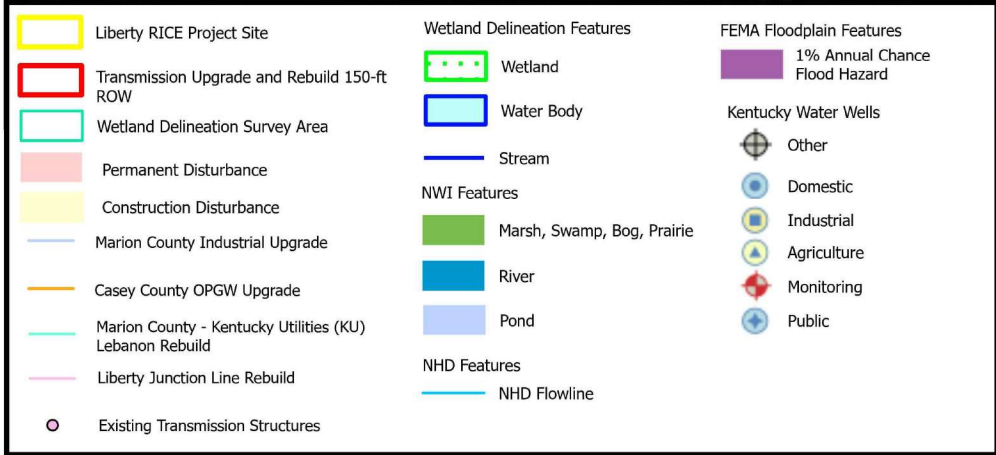 Liberty RICE Project Site
Transmission Upgrade and Rebuild 150-ft
ROW
Wetland Delineation Survey Area
Permanent Disturbance
Construction Disturbance
Marion County Industrial Upgrade
Casey County OPGW Upgrade
Marion County - Kentucky Utilities (KU)
Lebanon Rebuild
Liberty Junction Line Rebuild
Existing Transmission Structures
Wetland Delineation Features
Wetland
Water Body
Stream
NWI Features
Marsh, Swamp, Bog, Prairie
River
Pond
NHD Features
NHD Flowline
FEMA Floodplain Features
1% Annual Chance
Flood Hazard
Kentucky Water Wells
Other
Domestic
Industrial
Agriculture
Monitoring
Public